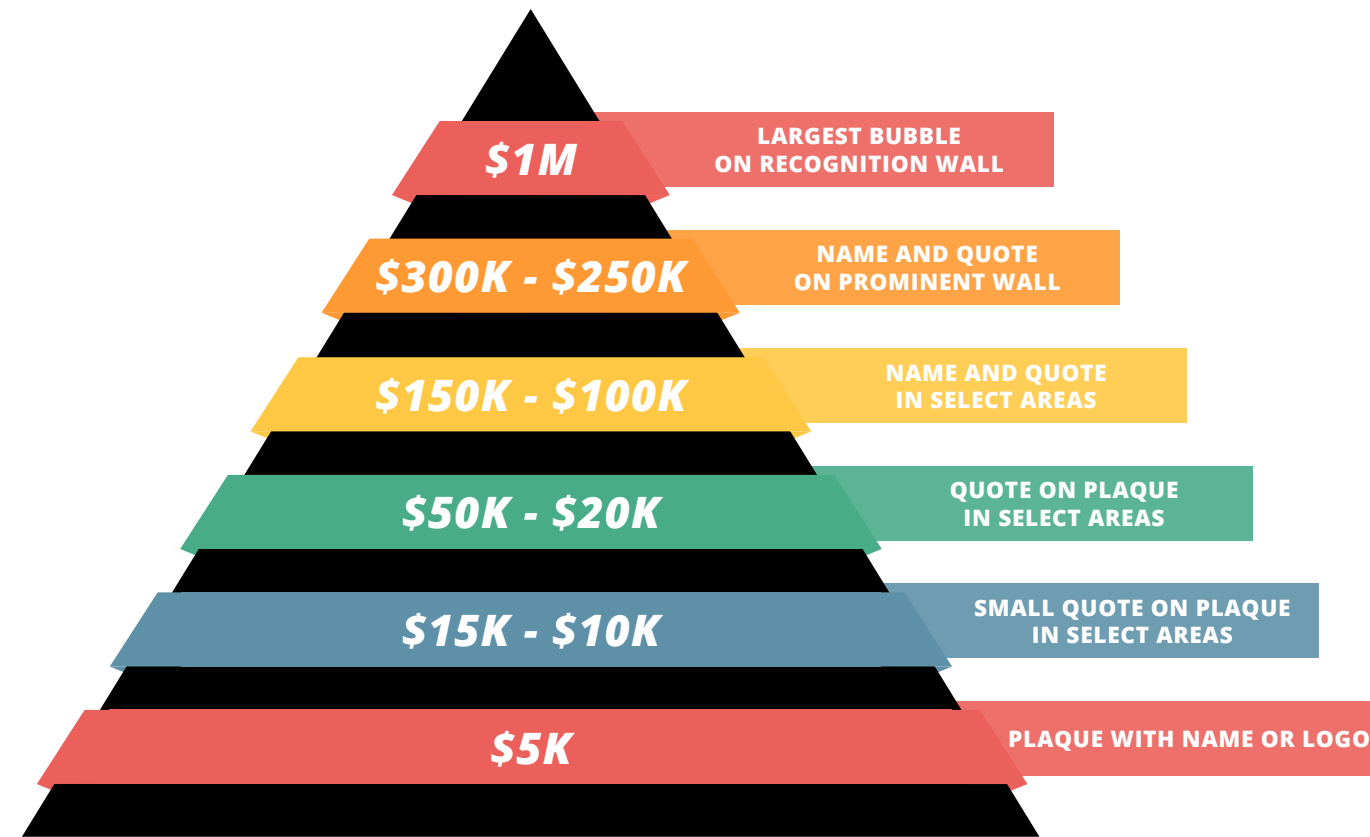 $1M
LARGEST BUBBLE
ON RECOGNITION WALL
$300K - $250K
NAME AND QUOTE
ON PROMINENT WALL
$150K - $100K
NAME AND QUOTE
IN SELECT AREAS
$50K - $20K
QUOTE ON PLAQUE
IN SELECT AREAS
$15K - $10K
SMALL QUOTE ON PLAQUE
IN SELECT AREAS
$5K
PLAQUE WITH NAME OR LOGO